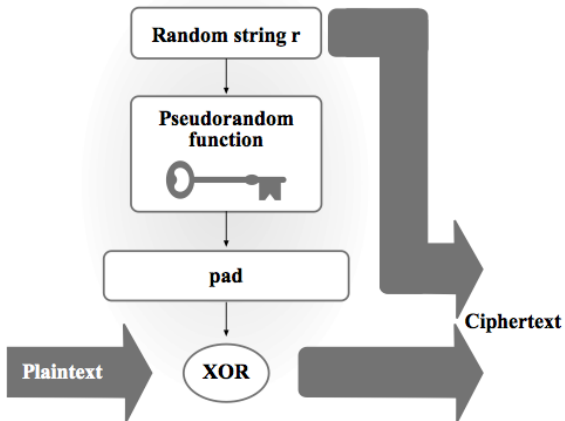 Random string r
Pseudorandom
function
pad
Ciphertext
Plaintext
XOR